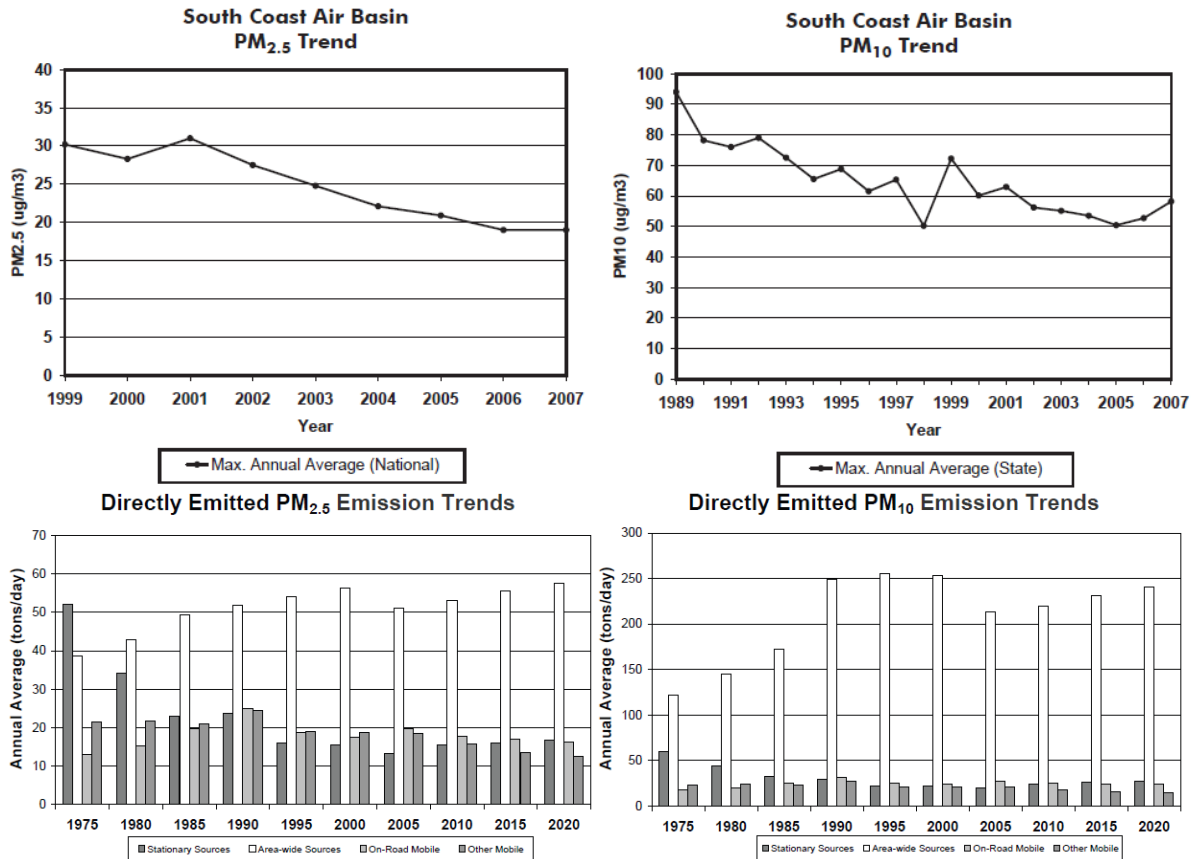 South Coast Air Basin
PM2.5 Trend
40
35
30
25
20
15
10
5
0
PM2.5 (ug/m3)
1999 2000 2001 2002 2003 2004 2005 2006 2007
Year
Max. Annual Average (National)
South Coast Air Basin
PM10 Trend
100
90
80
70
60
50
40
30
20
10
0
PM10 (ug/m3)
1989 1991 1993 1995 1997 1999 2001 2003 2005 2007
Year
Max. Annual Average (State)
Directly Emitted PM2.5 Emission Trends
70
60
50
40
30
20
10
0
Annual Average (tons/day)
1975 1980 1985 1990 1995 2000 2005 2010 2015 2020
Stationary Sources Area-wide Sources On-Road Mobile Other Mobile
Directly Emitted PM10 Emission Trends
300
250
200
150
100
50
0
Annual Average (tons/day)
1975 1980 1985 1990 1995 2000 2005 2010 2015 2020
Stationary Sources Area-wide Sources On-Road Mobile Other Mobile